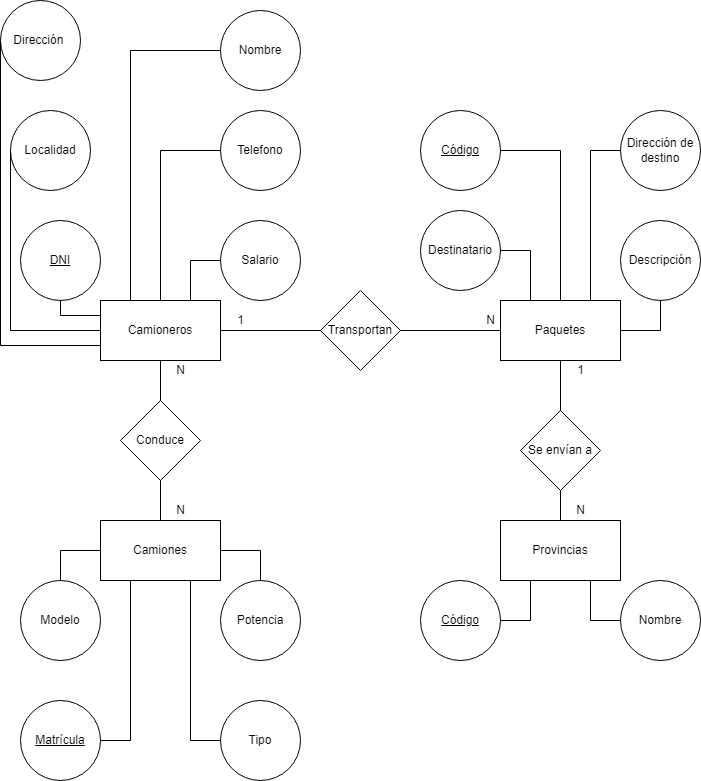 Dirección
Nombre
Localidad
Telefono
Código
Dirección de
destino
DNI
Salario
Destinatario
Descripción
Camioneros
1
Transportan
N
Paquetes
N
1
Conduce
Se envían a
N
N
Camiones
Provincias
Modelo
Potencia
Código
Nombre
Matrícula
Tipo